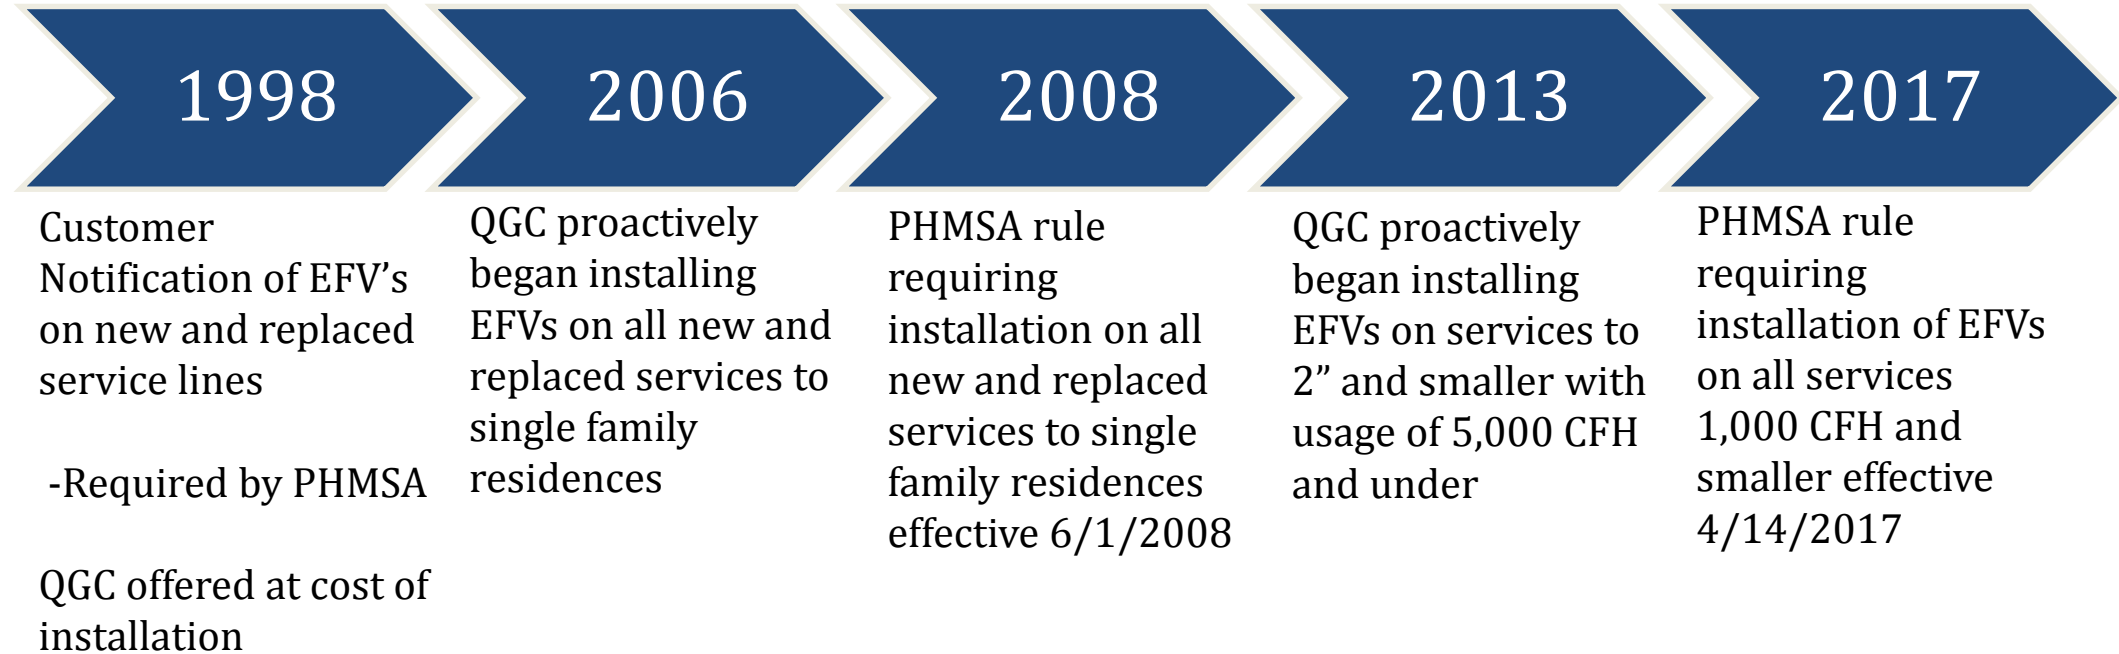 1998
2006
2008
2013
2017
Customer
Notification of EFV’s
on new and replaced
service lines
-Required by PHMSA
QGC offered at cost of
installation
QGC proactively
began installing
EFVs on all new and
replaced services to
single family
residences
PHMSA rule
requiring
installation on all
new and replaced
services to single
family residences
effective 6/1/2008
QGC proactively
began installing
EFVs on services to
2” and smaller with
usage of 5,000 CFH
and under
PHMSA rule
requiring
installation of EFVs
on all services
1,000 CFH and
smaller effective
4/14/2017